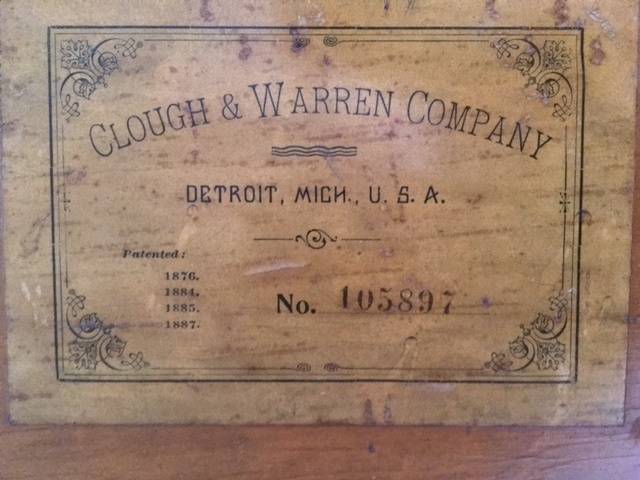 CLOUGH & WARREN COMPANY
DETROIT, MICH., U. S. A.
Patented:
1876.
1884.
1885.
1887.
No. 105897